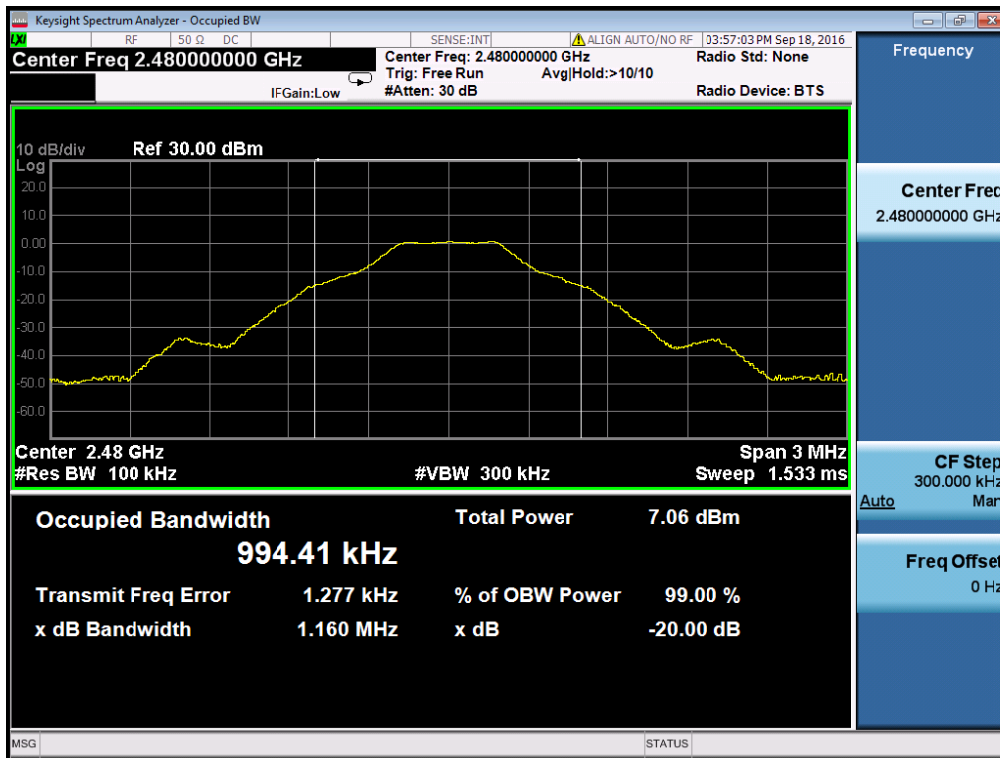 Keysight Spectrum Analyzer - Occupied BW
LXI RF 50 Ω DC SENSE:INT ALIGN AUTO/NO RF 03:57:03 PM Sep 18, 2016
Center Freq 2.480000000 GHz
IFGain:Low
Center Freq: 2.480000000 GHz
Trig: Free Run Avg|Hold:>10/10
#Atten: 30 dB
Radio Std: None
Radio Device: BTS
10 dB/div Ref 30.00 dBm
Log
20.0
10.0
0.00
-10.0
-20.0
-30.0
-40.0
-50.0
-60.0
Center 2.48 GHz Span 3 MHz
#Res BW 100 kHz #VBW 300 kHz Sweep 1.533 ms
Occupied Bandwidth Total Power 7.06 dBm
994.41 kHz
Transmit Freq Error 1.277 kHz % of OBW Power 99.00 %
x dB Bandwidth 1.160 MHz x dB -20.00 dB
Frequency
Center Freq
2.480000000 GHz
CF Step
300.000 kHz
Auto Man
Freq Offset
0 Hz
MSG STATUS